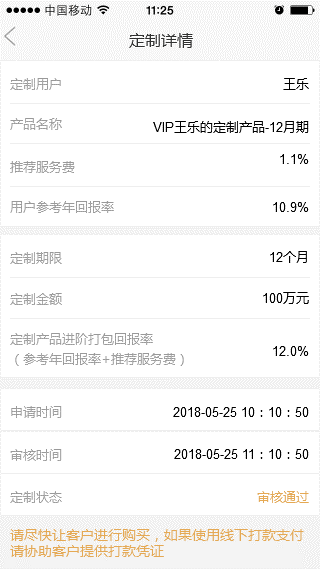 中国移动 11:25
定制详情
定制用户 王乐
产品名称 VIP王乐的定制产品-12月期
推荐服务费 1.1%
用户参考年回报率 10.9%
定制期限 12个月
定制金额 100万元
定制产品进阶打包回报率
（参考年回报率+推荐服务费） 12.0%
申请时间 2018-05-25 10：10：50
审核时间 2018-05-25 11：10：50
定制状态 审核通过
请尽快让客户进行购买，如果使用线下打款支付
请协助客户提供打款凭证